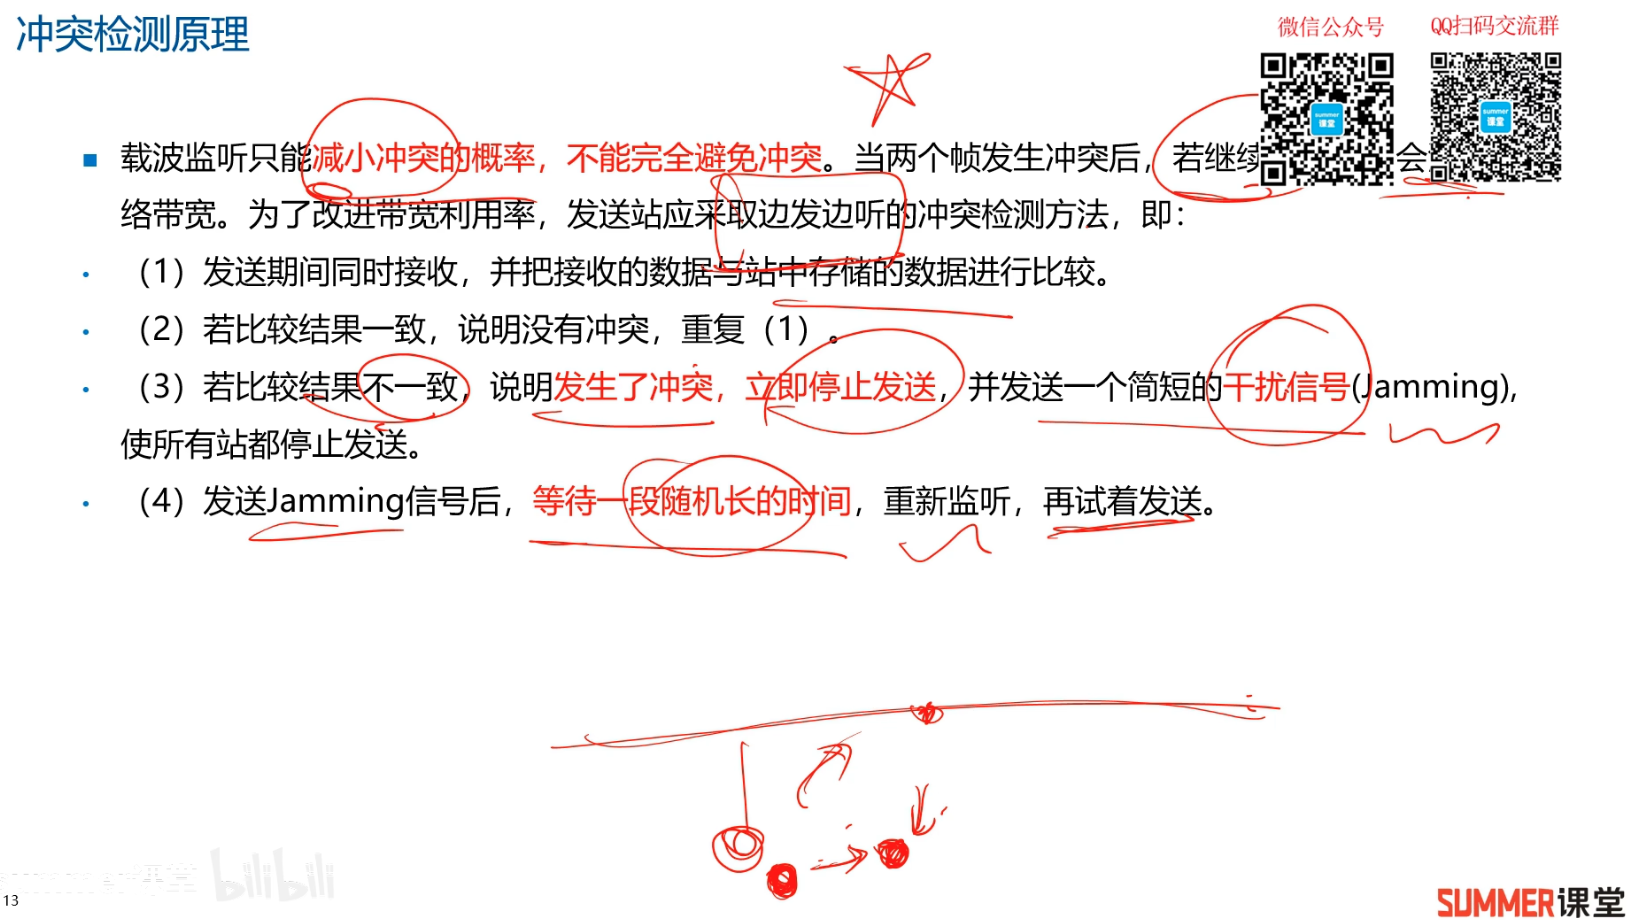 冲突检测原理
微信公众号
QQ扫码交流群
summer
课堂
summer
课堂
载波监听只能减小冲突的概率，不能完全避免冲突。当两个帧发生冲突后，若继续 会
络带宽。为了改进带宽利用率，发送站应采取边发边听的冲突检测方法，即：
（1）发送期间同时接收，并把接收的数据与站中存储的数据进行比较。
（2）若比较结果一致，说明没有冲突，重复（1）。
（3）若比较结果不一致，说明发生了冲突，立即停止发送，并发送一个简短的干扰信号(Jamming),
使所有站都停止发送。
（4）发送Jamming信号后，等待一段随机长的时间，重新监听，再试着发送。
课堂 bilibili
13
SUMMER课堂